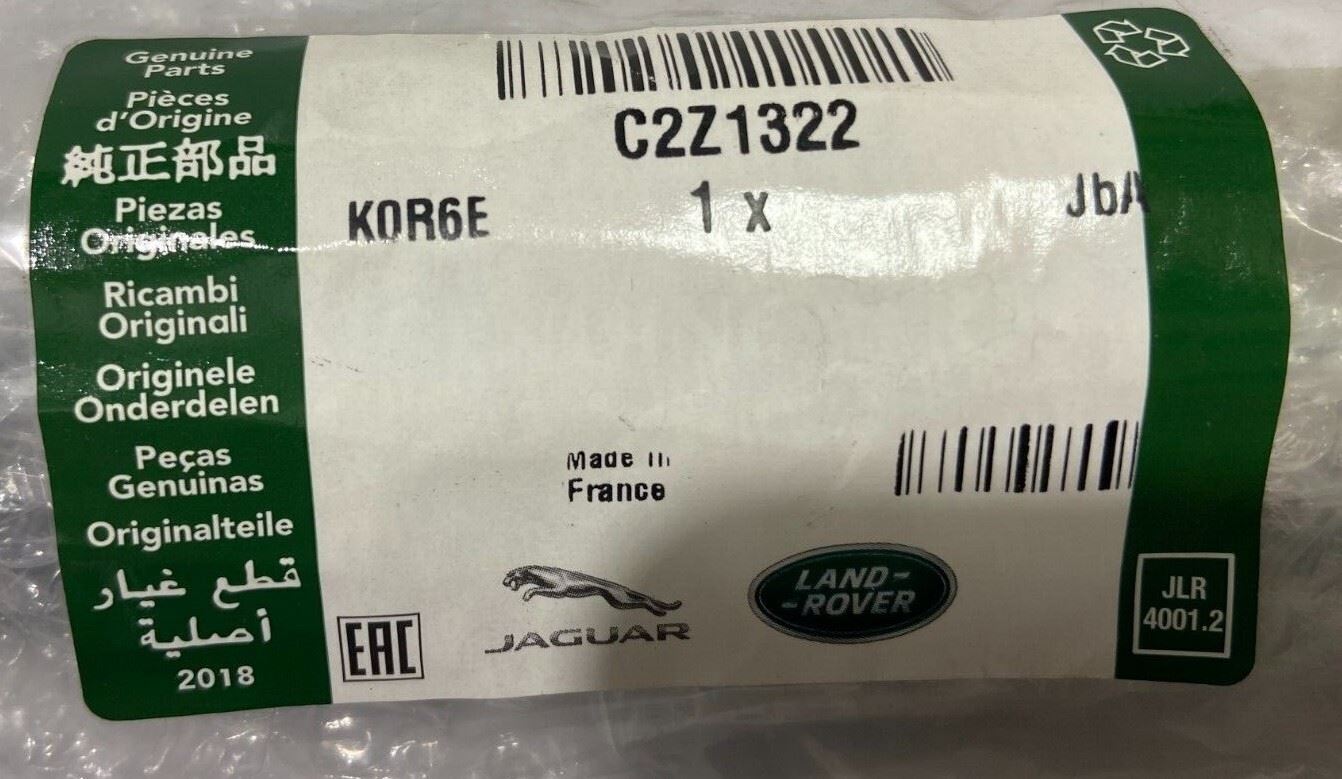 Genuine
Parts
Pièces
d'Origine
純正部品
Piezas
Originales
Ricambi
Originali
Originele
Onderdelen
Peças
Genuinas
Originalteile
قطع غيار
أصلية
2018
C2Z1322
K0R6E 1 x JbA
Made in
France
EAC
JAGUAR
LAND-
-ROVER
JLR
4001.2